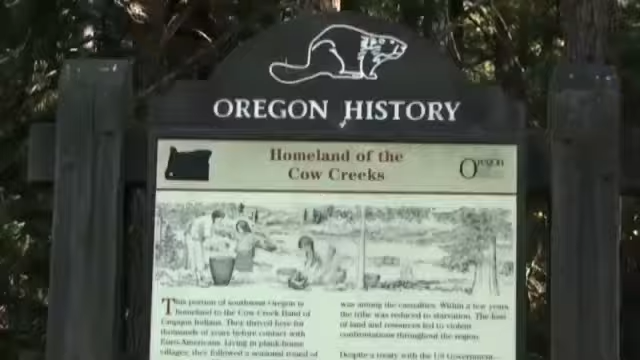 OREGON HISTORY
Homeland of the
Cow Creeks
OREGON
This portion of southwest Oregon is
homeland to the Cow Creek Band of
Umpqua Indians. They thrived here for
thousands of years before contact with
Euro-Americans. Living in plank-house
villages, they followed a seasonal round of
was among the casualties. Within a few years
the tribe was reduced to starvation. The loss
of land and resources led to violent
confrontations throughout the region.
Despite a treaty with the US Government